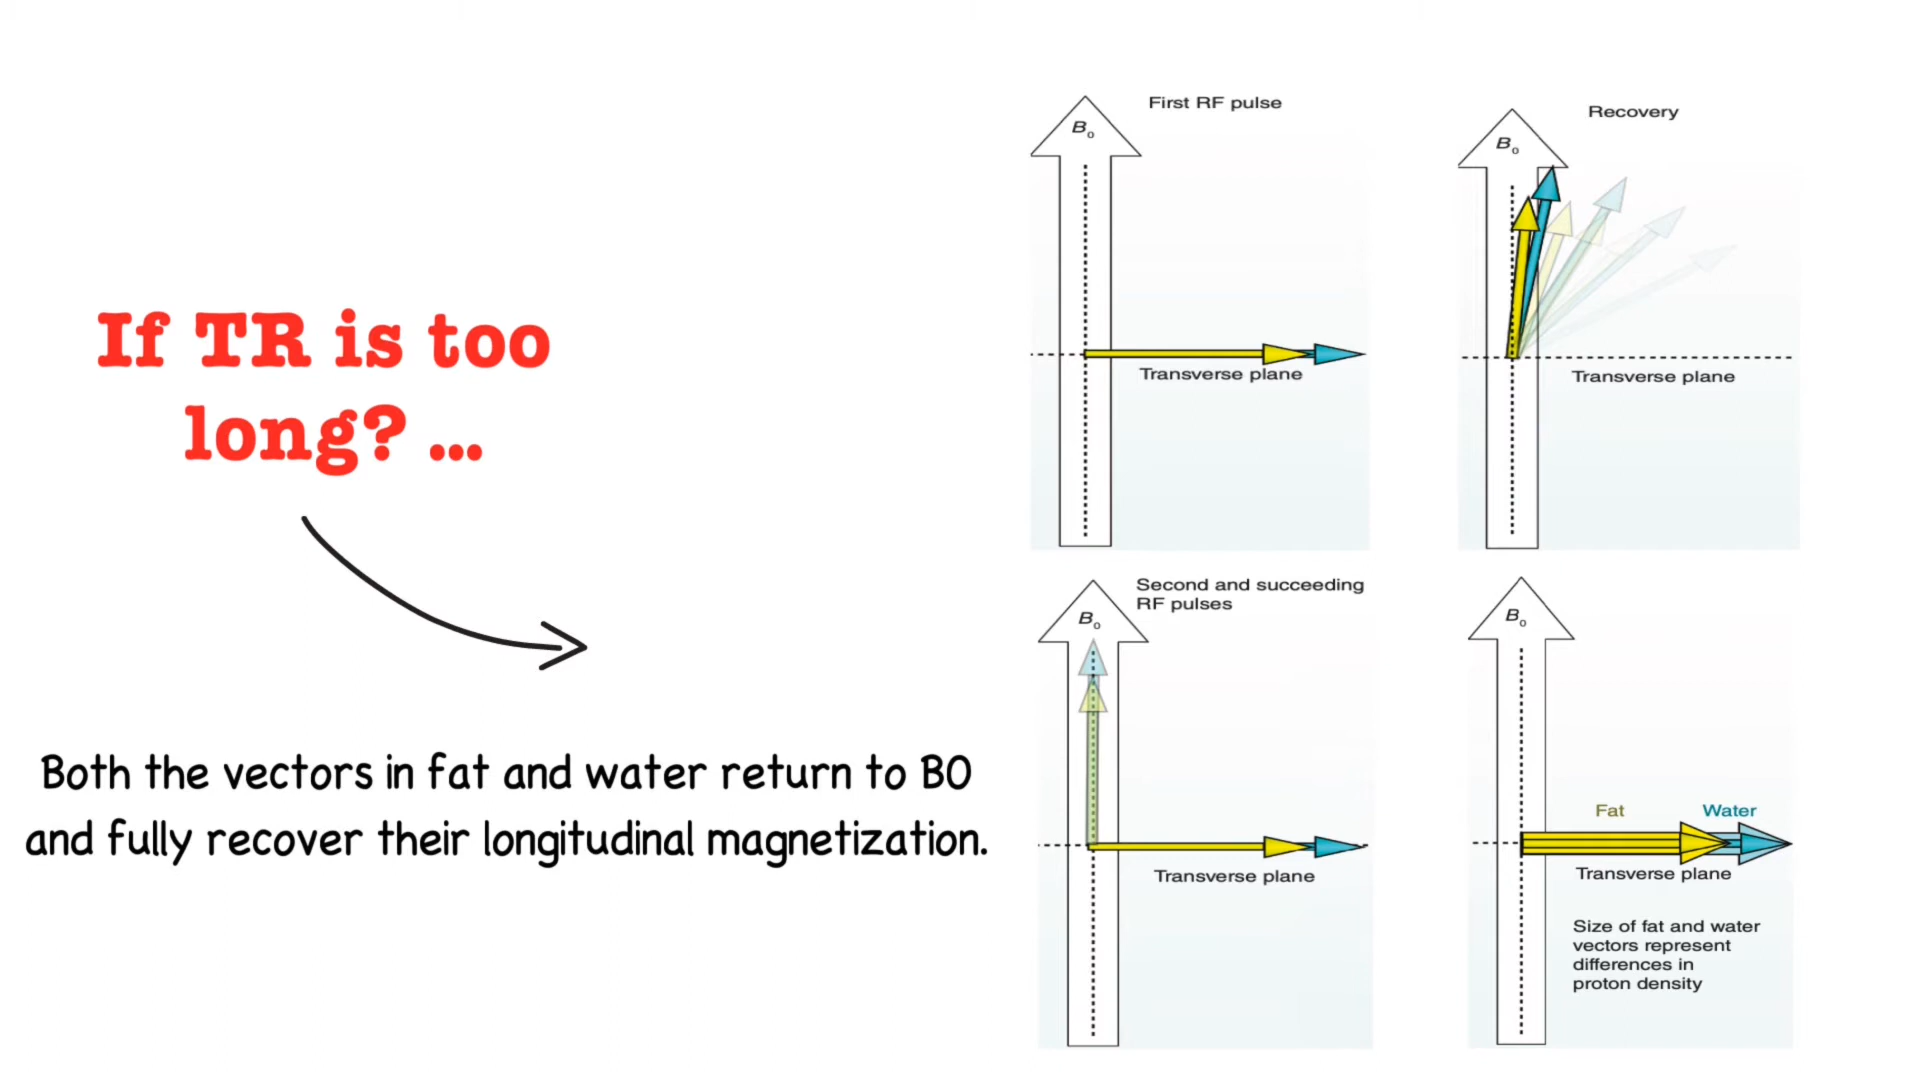 If TR is too
long? ...
Both the vectors in fat and water return to BO
and fully recover their longitudinal magnetization.
First RF pulse
Bo
Transverse plane
Recovery
Bo
Transverse plane
Second and succeeding
RF pulses
Bo
Transverse plane
Bo
Fat Water
Transverse plane
Size of fat and water
vectors represent
differences in
proton density